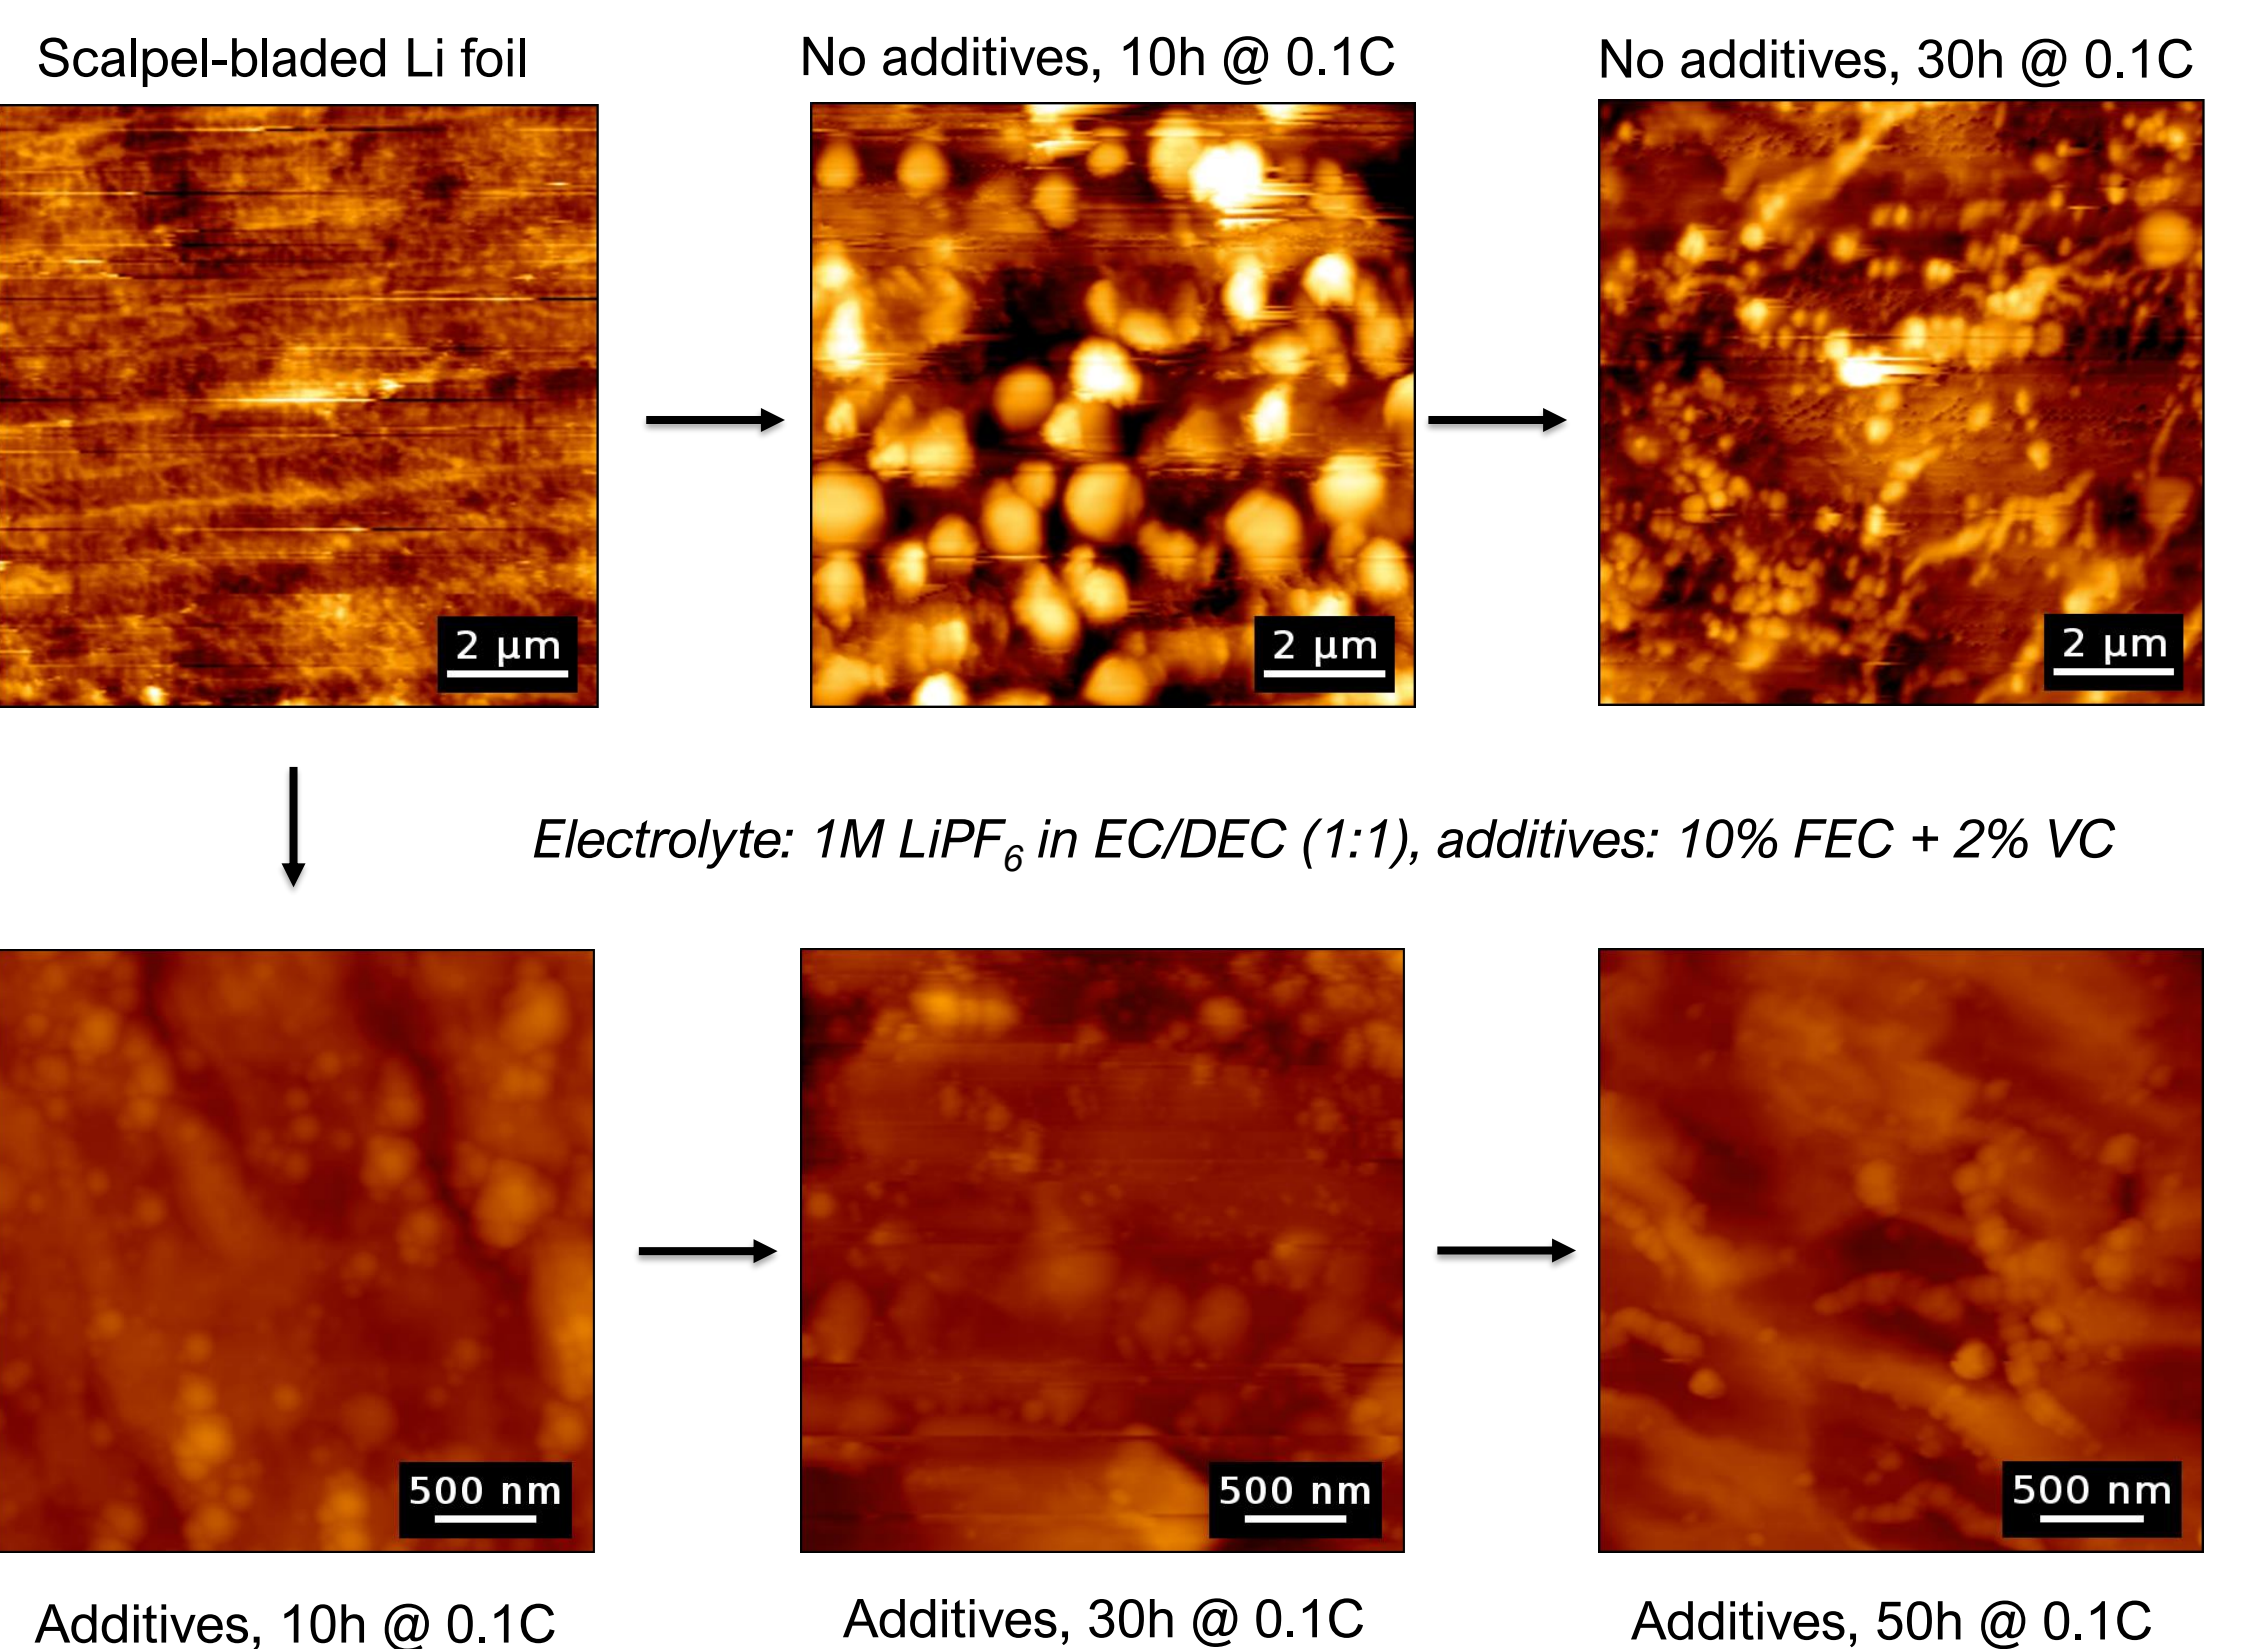 Scalpel-bladed Li foil
No additives, 10h @ 0.1C
No additives, 30h @ 0.1C
2 μm
2 μm
2 μm
Electrolyte: 1M LiPF₆ in EC/DEC (1:1), additives: 10% FEC + 2% VC
500 nm
500 nm
500 nm
Additives, 10h @ 0.1C
Additives, 30h @ 0.1C
Additives, 50h @ 0.1C